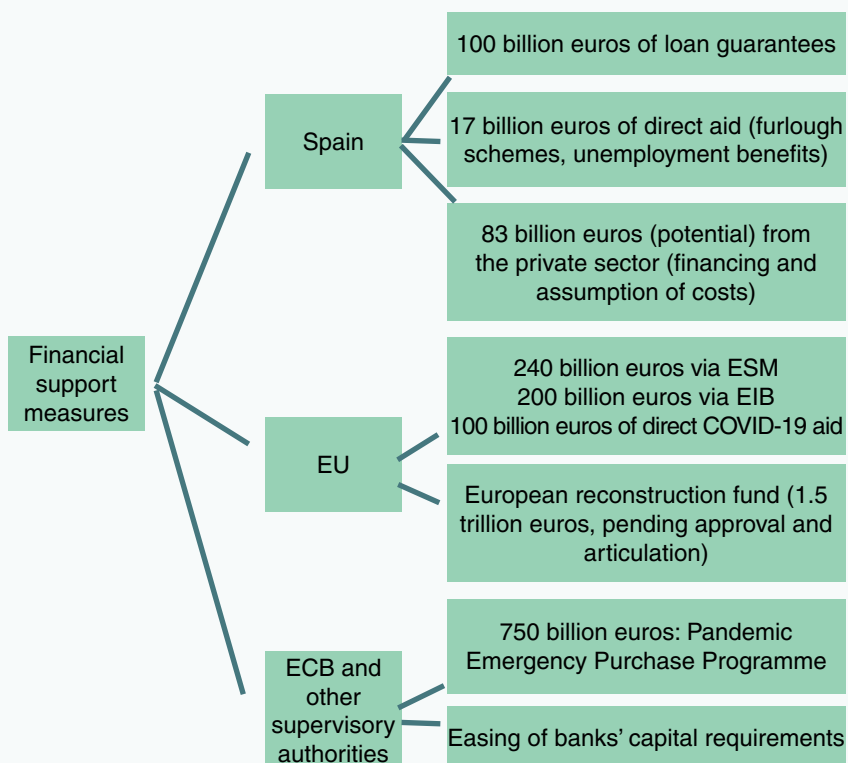 Financial
support
measures
Spain
100 billion euros of loan guarantees
17 billion euros of direct aid (furlough
schemes, unemployment benefits)
83 billion euros (potential) from
the private sector (financing and
assumption of costs)
EU
240 billion euros via ESM
200 billion euros via EIB
100 billion euros of direct COVID-19 aid
European reconstruction fund (1.5
trillion euros, pending approval and
articulation)
ECB and
other
supervisory
authorities
750 billion euros: Pandemic
Emergency Purchase Programme
Easing of banks’ capital requirements